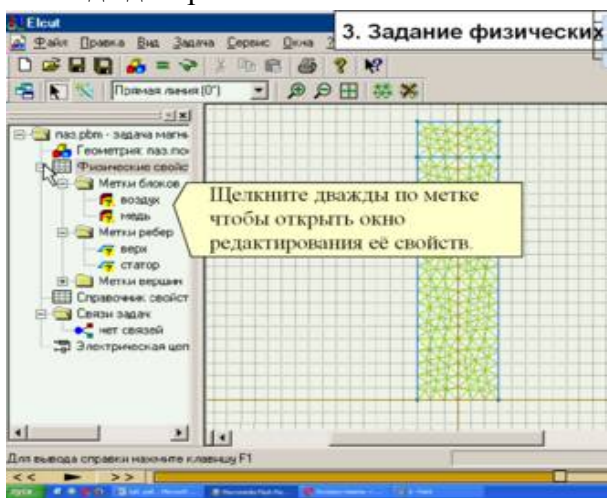 Elcut
3. Задание физических
Файл Правка Вид Задача Сервис Окна
Прямая линия (0°)
паз.pbm - задача магн
Геометрия: паз.мо
Физические свойс
Метки блоков
воздух
медь
Метки ребер
верх
статор
Метки вершин
Справочник свойст
Связи задач
нет связей
Электрическая цеп
Щелкните дважды по метке
чтобы открыть окно
редактирования её свойств.
Для вывода справки нажмите клавишу F1
<< >>